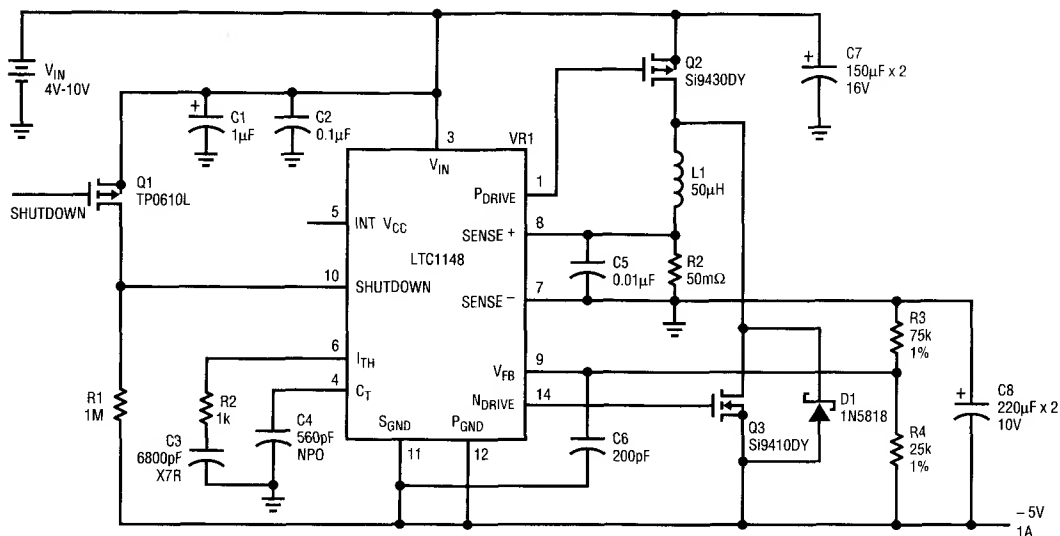 VIN
4V-10V
C1
1µF
C2
0.1µF
3
VR1
VIN
Q2
Si9430DY
C7
150µF x 2
16V
PDRIVE
1
L1
50µH
Q1
TP0610L
SHUTDOWN
5
INT VCC
SENSE+
8
LTC1148
C5
0.01µF
R2
50mΩ
10
SHUTDOWN
SENSE−
7
R3
75k
1%
6
ITH
VFB
9
4
CT
NDRIVE
14
R1
1M
R2
1k
C4
560pF
NPO
C3
6800pF
X7R
SGND
PGND
11
12
C6
200pF
Q3
Si9410DY
D1
1N5818
R4
25k
1%
C8
220µF x 2
10V
−5V
1A